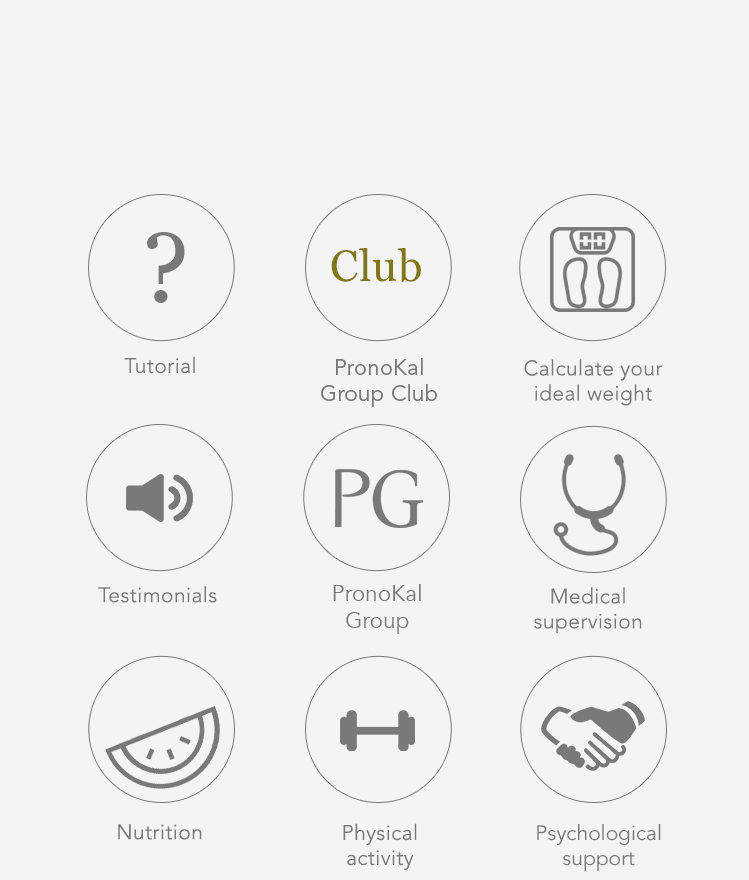 ?
Club
Tutorial
PronoKal
Group Club
Calculate your
ideal weight
PG
Testimonials
PronoKal
Group
Medical
supervision
Nutrition
Physical
activity
Psychological
support